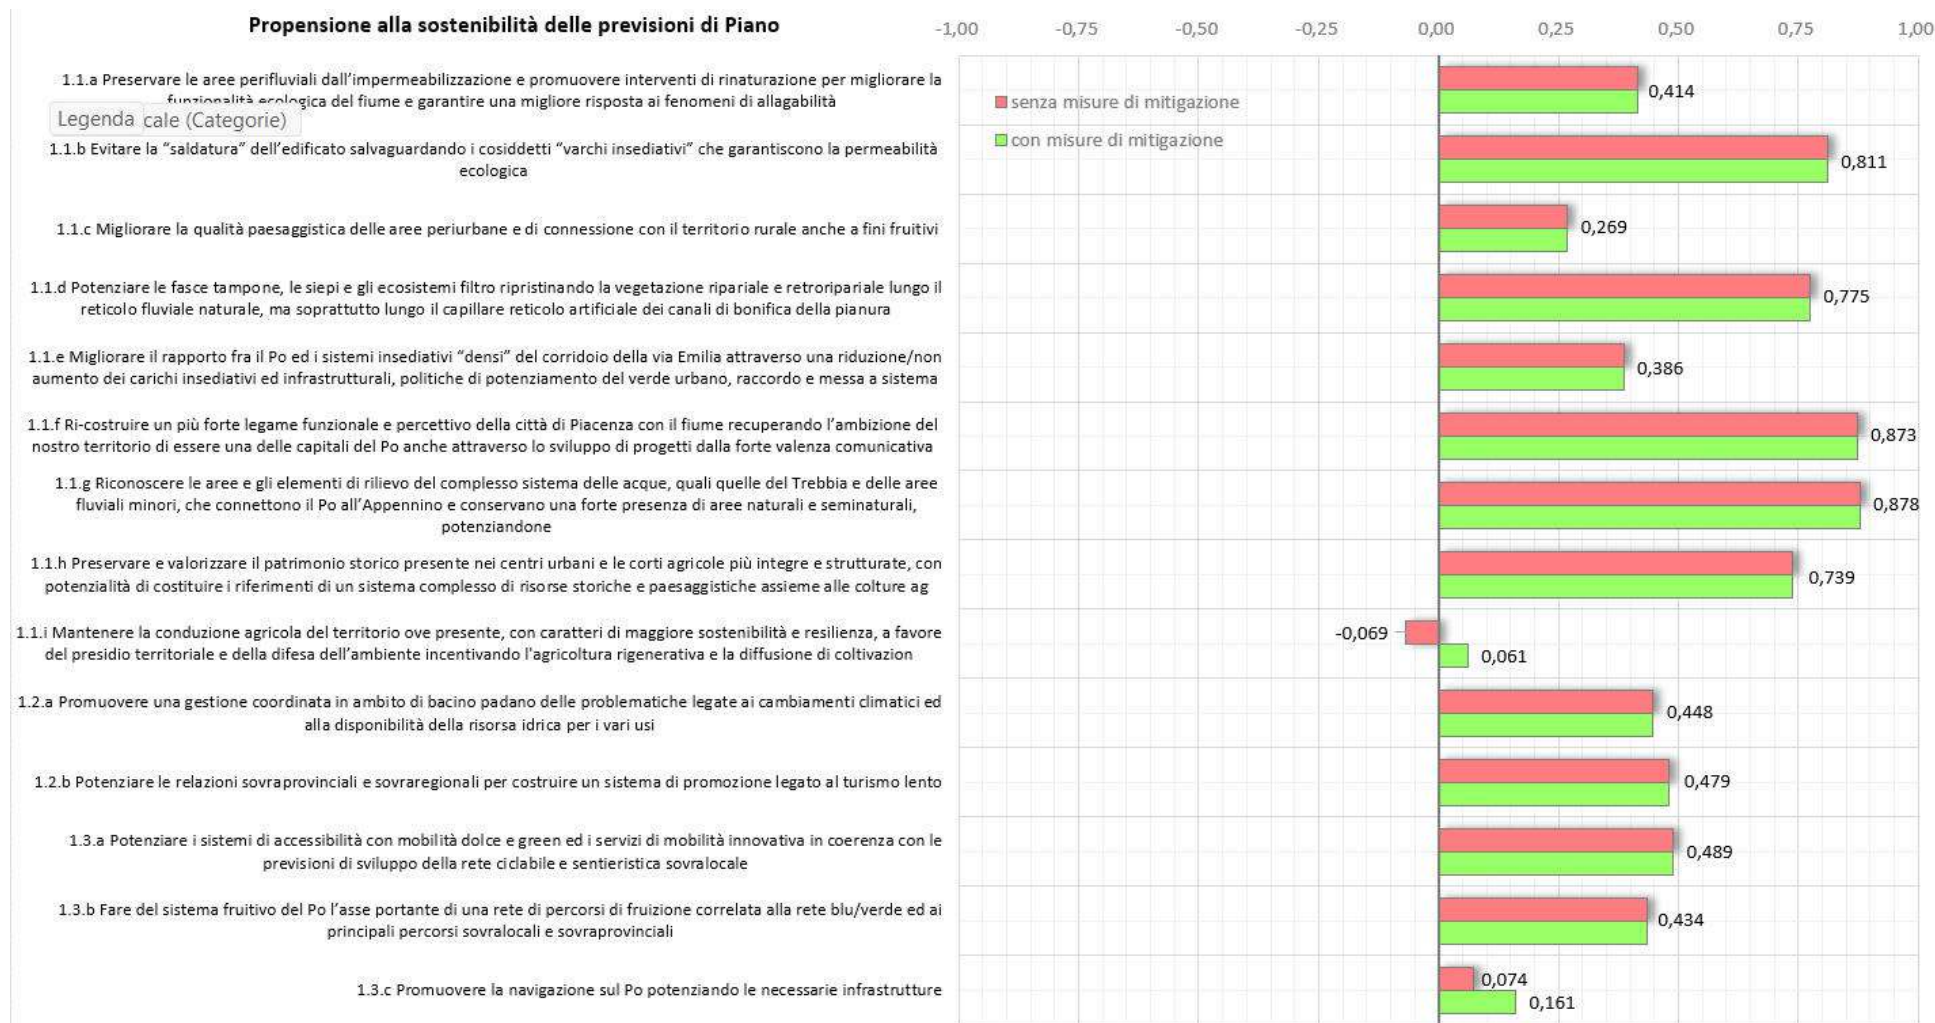 Propensione alla sostenibilità delle previsioni di Piano
-1,00 -0,75 -0,50 -0,25 0,00 0,25 0,50 0,75 1,00
senza misure di mitigazione
con misure di mitigazione
1.1.a Preservare le aree perifluviali dall'impermeabilizzazione e promuovere interventi di rinaturazione per migliorare la
funzionalità ecologica del fiume e garantire una migliore risposta ai fenomeni di allagabilità
0,414
Legenda cale (Categorie)
1.1.b Evitare la “saldatura” dell'edificato salvaguardando i cosiddetti “varchi insediativi” che garantiscono la permeabilità
ecologica
0,811
1.1.c Migliorare la qualità paesaggistica delle aree periurbane e di connessione con il territorio rurale anche a fini fruitivi
0,269
1.1.d Potenziare le fasce tampone, le siepi e gli ecosistemi filtro ripristinando la vegetazione ripariale e retroripariale lungo il
reticolo fluviale naturale, ma soprattutto lungo il capillare reticolo artificiale dei canali di bonifica della pianura
0,775
1.1.e Migliorare il rapporto fra il Po ed i sistemi insediativi “densi” del corridoio della via Emilia attraverso una riduzione/non
aumento dei carichi insediativi ed infrastrutturali, politiche di potenziamento del verde urbano, raccordo e messa a sistema
0,386
1.1.f Ri-costruire un più forte legame funzionale e percettivo della città di Piacenza con il fiume recuperando l'ambizione del
nostro territorio di essere una delle capitali del Po anche attraverso lo sviluppo di progetti dalla forte valenza comunicativa
0,873
1.1.g Riconoscere le aree e gli elementi di rilievo del complesso sistema delle acque, quali quelle del Trebbia e delle aree
fluviali minori, che connettono il Po all'Appennino e conservano una forte presenza di aree naturali e seminaturali,
potenziandone
0,878
1.1.h Preservare e valorizzare il patrimonio storico presente nei centri urbani e le corti agricole più integre e strutturate, con
potenzialità di costituire i riferimenti di un sistema complesso di risorse storiche e paesaggistiche assieme alle colture ag
0,739
1.1.i Mantenere la conduzione agricola del territorio ove presente, con caratteri di maggiore sostenibilità e resilienza, a favore
del presidio territoriale e della difesa dell'ambiente incentivando l'agricoltura rigenerativa e la diffusione di coltivazion
-0,069
0,061
1.2.a Promuovere una gestione coordinata in ambito di bacino padano delle problematiche legate ai cambiamenti climatici ed
alla disponibilità della risorsa idrica per i vari usi
0,448
1.2.b Potenziare le relazioni sovraprovinciali e sovraregionali per costruire un sistema di promozione legato al turismo lento
0,479
1.3.a Potenziare i sistemi di accessibilità con mobilità dolce e green ed i servizi di mobilità innovativa in coerenza con le
previsioni di sviluppo della rete ciclabile e sentieristica sovralocale
0,489
1.3.b Fare del sistema fruitivo del Po l'asse portante di una rete di percorsi di fruizione correlata alla rete blu/verde ed ai
principali percorsi sovralocali e sovraprovinciali
0,434
1.3.c Promuovere la navigazione sul Po potenziando le necessarie infrastrutture
0,074
0,161